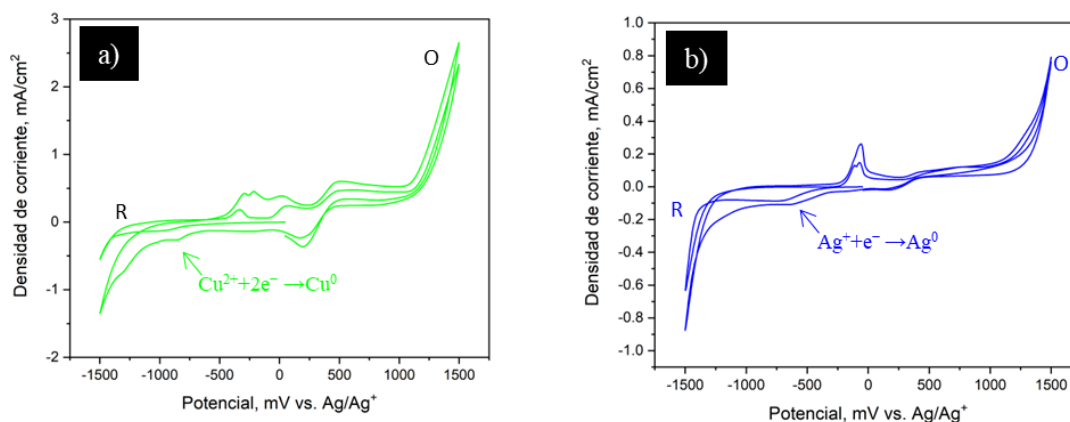 a)
Densidad de corriente, mA/cm²
3
2
1
0
-1
-2
O
R
Cu²⁺+2e⁻ →Cu⁰
-1500 -1000 -500 0 500 1000 1500
Potencial, mV vs. Ag/Ag⁺
b)
Densidad de corriente, mA/cm²
1.0
0.8
0.6
0.4
0.2
0.0
-0.2
-0.4
-0.6
-0.8
-1.0
O
R
Ag⁺+e⁻ →Ag⁰
-1500 -1000 -500 0 500 1000 1500
Potencial, mV vs. Ag/Ag⁺